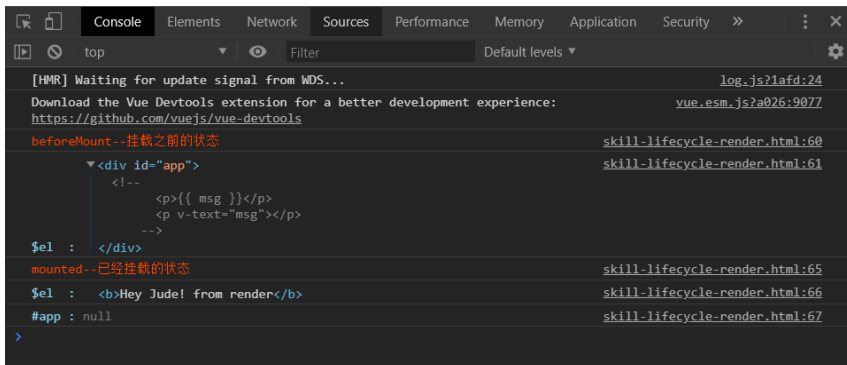 Console Elements Network Sources Performance Memory Application Security »
top Filter Default levels ▼
[HMR] Waiting for update signal from WDS... log.js?1afd:24
Download the Vue Devtools extension for a better development experience: vue.esm.js?a026:9077
https://github.com/vuejs/vue-devtools
beforeMount--挂载之前的状态 skill-lifecycle-render.html:60
▼<div id="app"> skill-lifecycle-render.html:61
<!--
<p>{{ msg }}</p>
<p v-text="msg"></p>
-->
$el : </div>
mounted--已经挂载的状态 skill-lifecycle-render.html:65
$el : <b>Hey Jude! from render</b> skill-lifecycle-render.html:66
#app : null skill-lifecycle-render.html:67